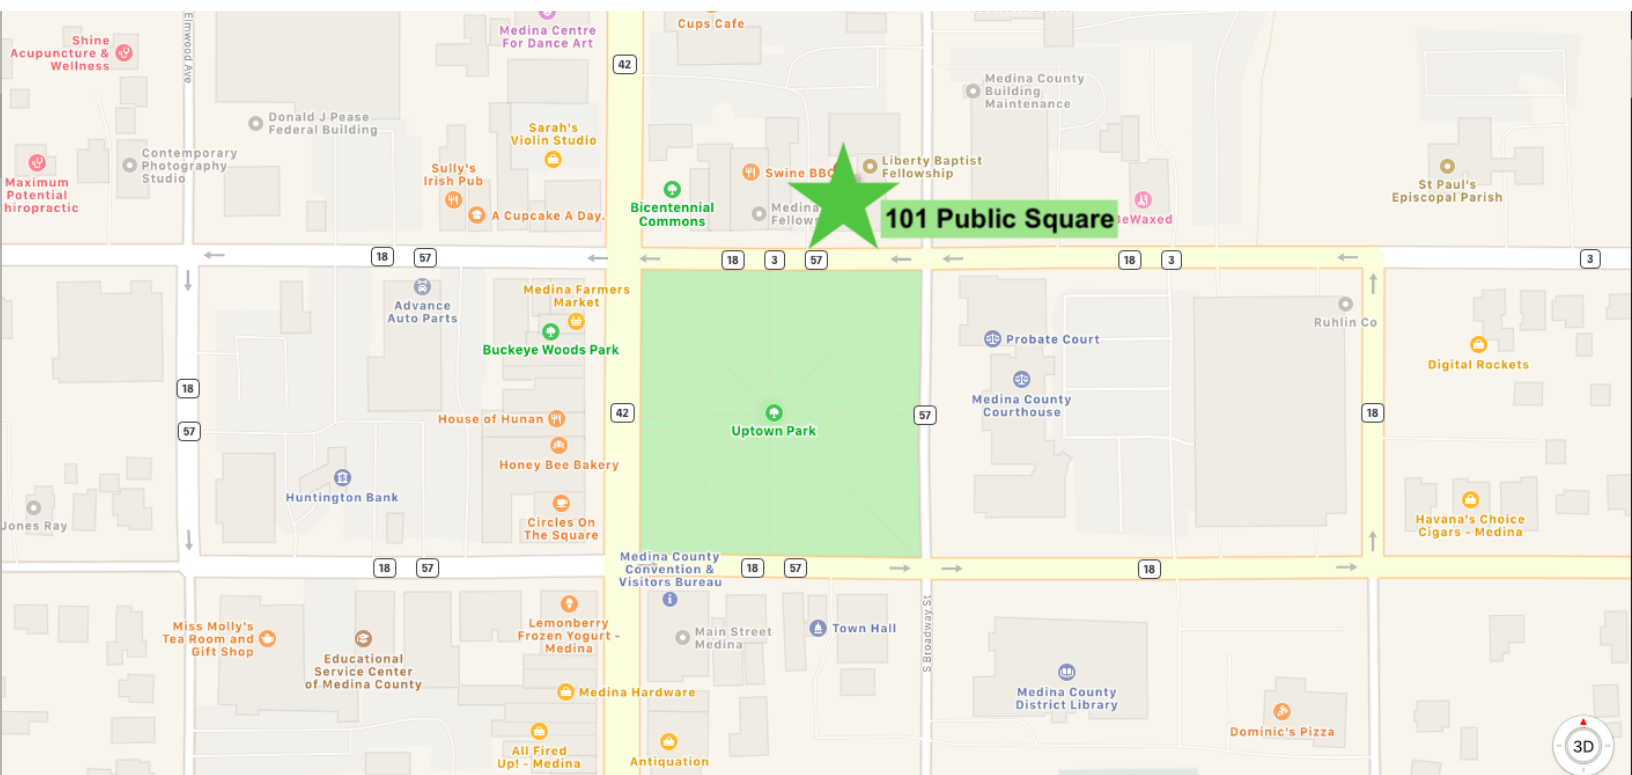 Cups Cafe
Medina Centre
For Dance Art
Shine
Acupuncture &
Wellness
Elmwood Ave
42
Medina County
Building
Maintenance
Donald J Pease
Federal Building
Sarah's
Violin Studio
Contemporary
Photography
Studio
Maximum
Potential
Chiropractic
Sully's
Irish Pub
A Cupcake A Day.
Bicentennial
Commons
Swine BBQ
Liberty Baptist
Fellowship
Medina
Fellows
101 Public Square
BeWaxed
St Paul's
Episcopal Parish
18
57
18
3
57
18
3
3
Advance
Auto Parts
Medina Farmers
Market
Buckeye Woods Park
Probate Court
Medina County
Courthouse
Ruhlin Co
Digital Rockets
18
57
House of Hunan
42
Uptown Park
57
18
Honey Bee Bakery
Huntington Bank
Circles On
The Square
Jones Ray
Havana's Choice
Cigars - Medina
18
57
Medina County
Convention &
Visitors Bureau
18
57
18
Miss Molly's
Tea Room and
Gift Shop
Educational
Service Center
of Medina County
Lemonberry
Frozen Yogurt -
Medina
Main Street
Medina
Town Hall
S Broadway St
Medina Hardware
Medina County
District Library
Dominic's Pizza
All Fired
Up! - Medina
Antiquation
3D